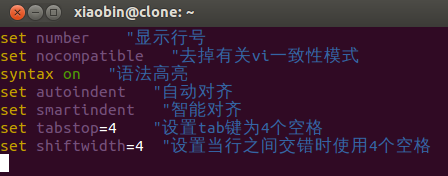 xiaobin@clone: ~
set number "显示行号
set nocompatible "去掉有关vi一致性模式
syntax on "语法高亮
set autoindent "自动对齐
set smartindent "智能对齐
set tabstop=4 "设置tab键为4个空格
set shiftwidth=4 "设置当行之间交错时使用4个空格